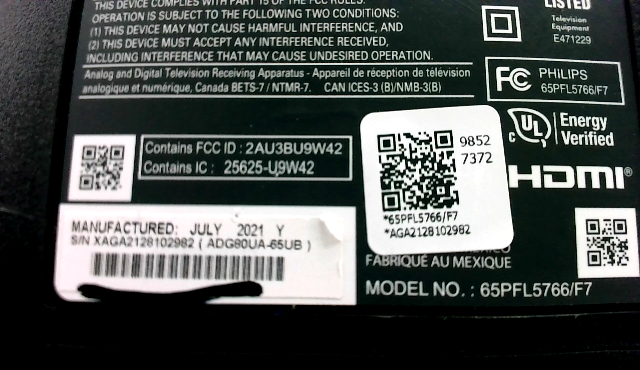 THIS DEVICE COMPLIES WITH PART 15 OF THE FCC RULES.
OPERATION IS SUBJECT TO THE FOLLOWING TWO CONDITIONS:
(1) THIS DEVICE MAY NOT CAUSE HARMFUL INTERFERENCE, AND
(2) THIS DEVICE MUST ACCEPT ANY INTERFERENCE RECEIVED,
INCLUDING INTERFERENCE THAT MAY CAUSE UNDESIRED OPERATION.
Analog and Digital Television Receiving Apparatus - Appareil de réception de télévision
analogique et numérique, Canada BETS-7 / NTMR-7. CAN ICES-3 (B)/NMB-3(B)
LISTED
Television
Equipment
E471229
FC PHILIPS
65PFL5766/F7
UL Energy
Verified
HDMI®
Contains FCC ID : 2AU3BU9W42
Contains IC : 25625-U9W42
9852
7372
*65PFL5766/F7
*AGA2128102982
MANUFACTURED: JULY 2021 Y
S/N XAGA2128102982 ( ADG80UA-65UB )
FABRIQUÉ AU MEXIQUE
MODEL NO. : 65PFL5766/F7